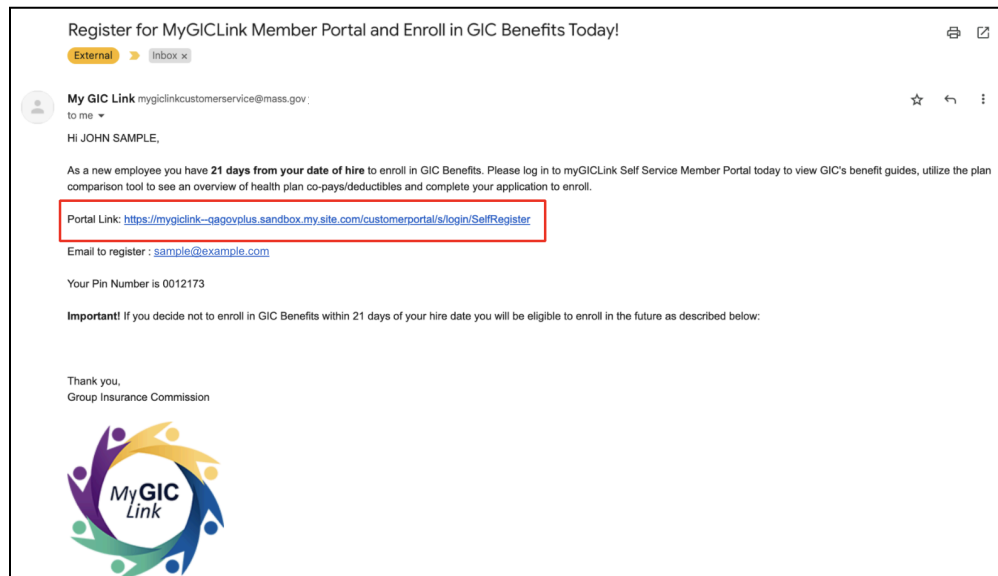 Register for MyGICLink Member Portal and Enroll in GIC Benefits Today!
External Inbox x
My GIC Link mygiclinkcustomerservice@mass.gov
to me
Hi JOHN SAMPLE,
As a new employee you have 21 days from your date of hire to enroll in GIC Benefits. Please log in to myGICLink Self Service Member Portal today to view GIC's benefit guides, utilize the plan
comparison tool to see an overview of health plan co-pays/deductibles and complete your application to enroll.
Portal Link: https://mygiclink--qagovplus.sandbox.my.site.com/customerportal/s/login/SelfRegister
Email to register : sample@example.com
Your Pin Number is 0012173
Important! If you decide not to enroll in GIC Benefits within 21 days of your hire date you will be eligible to enroll in the future as described below:
Thank you,
Group Insurance Commission
MyGIC
Link